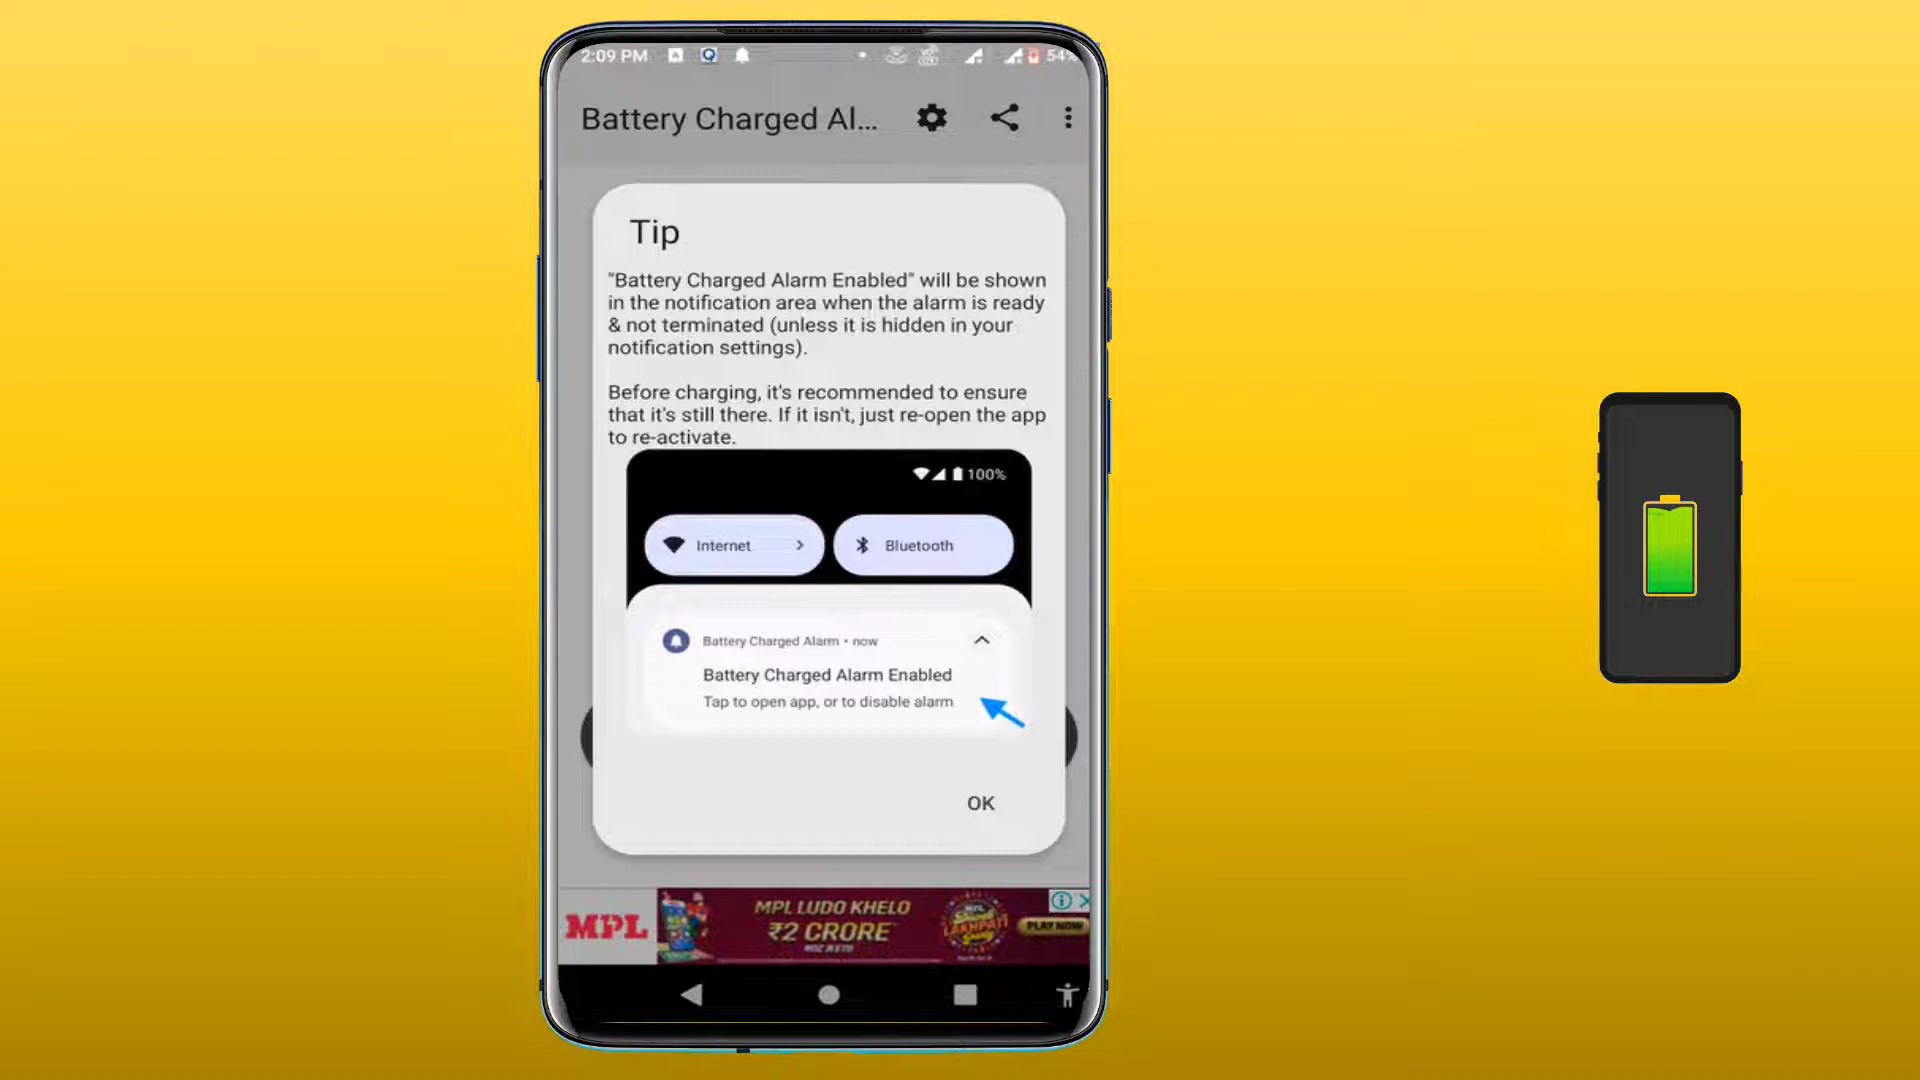 2:09 PM 54%
Battery Charged Al...
Tip
"Battery Charged Alarm Enabled" will be shown
in the notification area when the alarm is ready
& not terminated (unless it is hidden in your
notification settings).
Before charging, it's recommended to ensure
that it's still there. If it isn't, just re-open the app
to re-activate.
100%
Internet
Bluetooth
Battery Charged Alarm • now
Battery Charged Alarm Enabled
Tap to open app, or to disable alarm
OK
MPL
MPL LUDO KHELO
₹2 CRORE
LAKHPATI
PLAY NOW